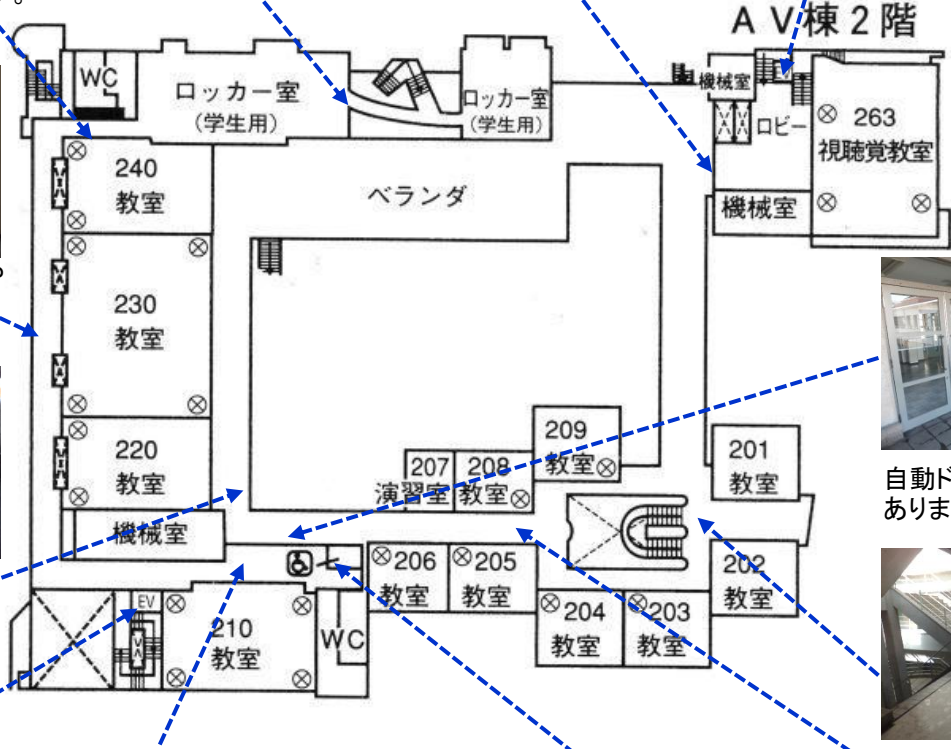 。
ＡＶ棟２階
WC
ロッカー室
(学生用)
ロッカー室
(学生用)
機械室
ロビー
263
視聴覚教室
240
教室
ベランダ
機械室
。
230
教室
209
教室
220
教室
207
演習室
208
教室
201
教室
自動ド
ありま
機械室
206
教室
205
教室
202
教室
EV
210
教室
WC
204
教室
203
教室